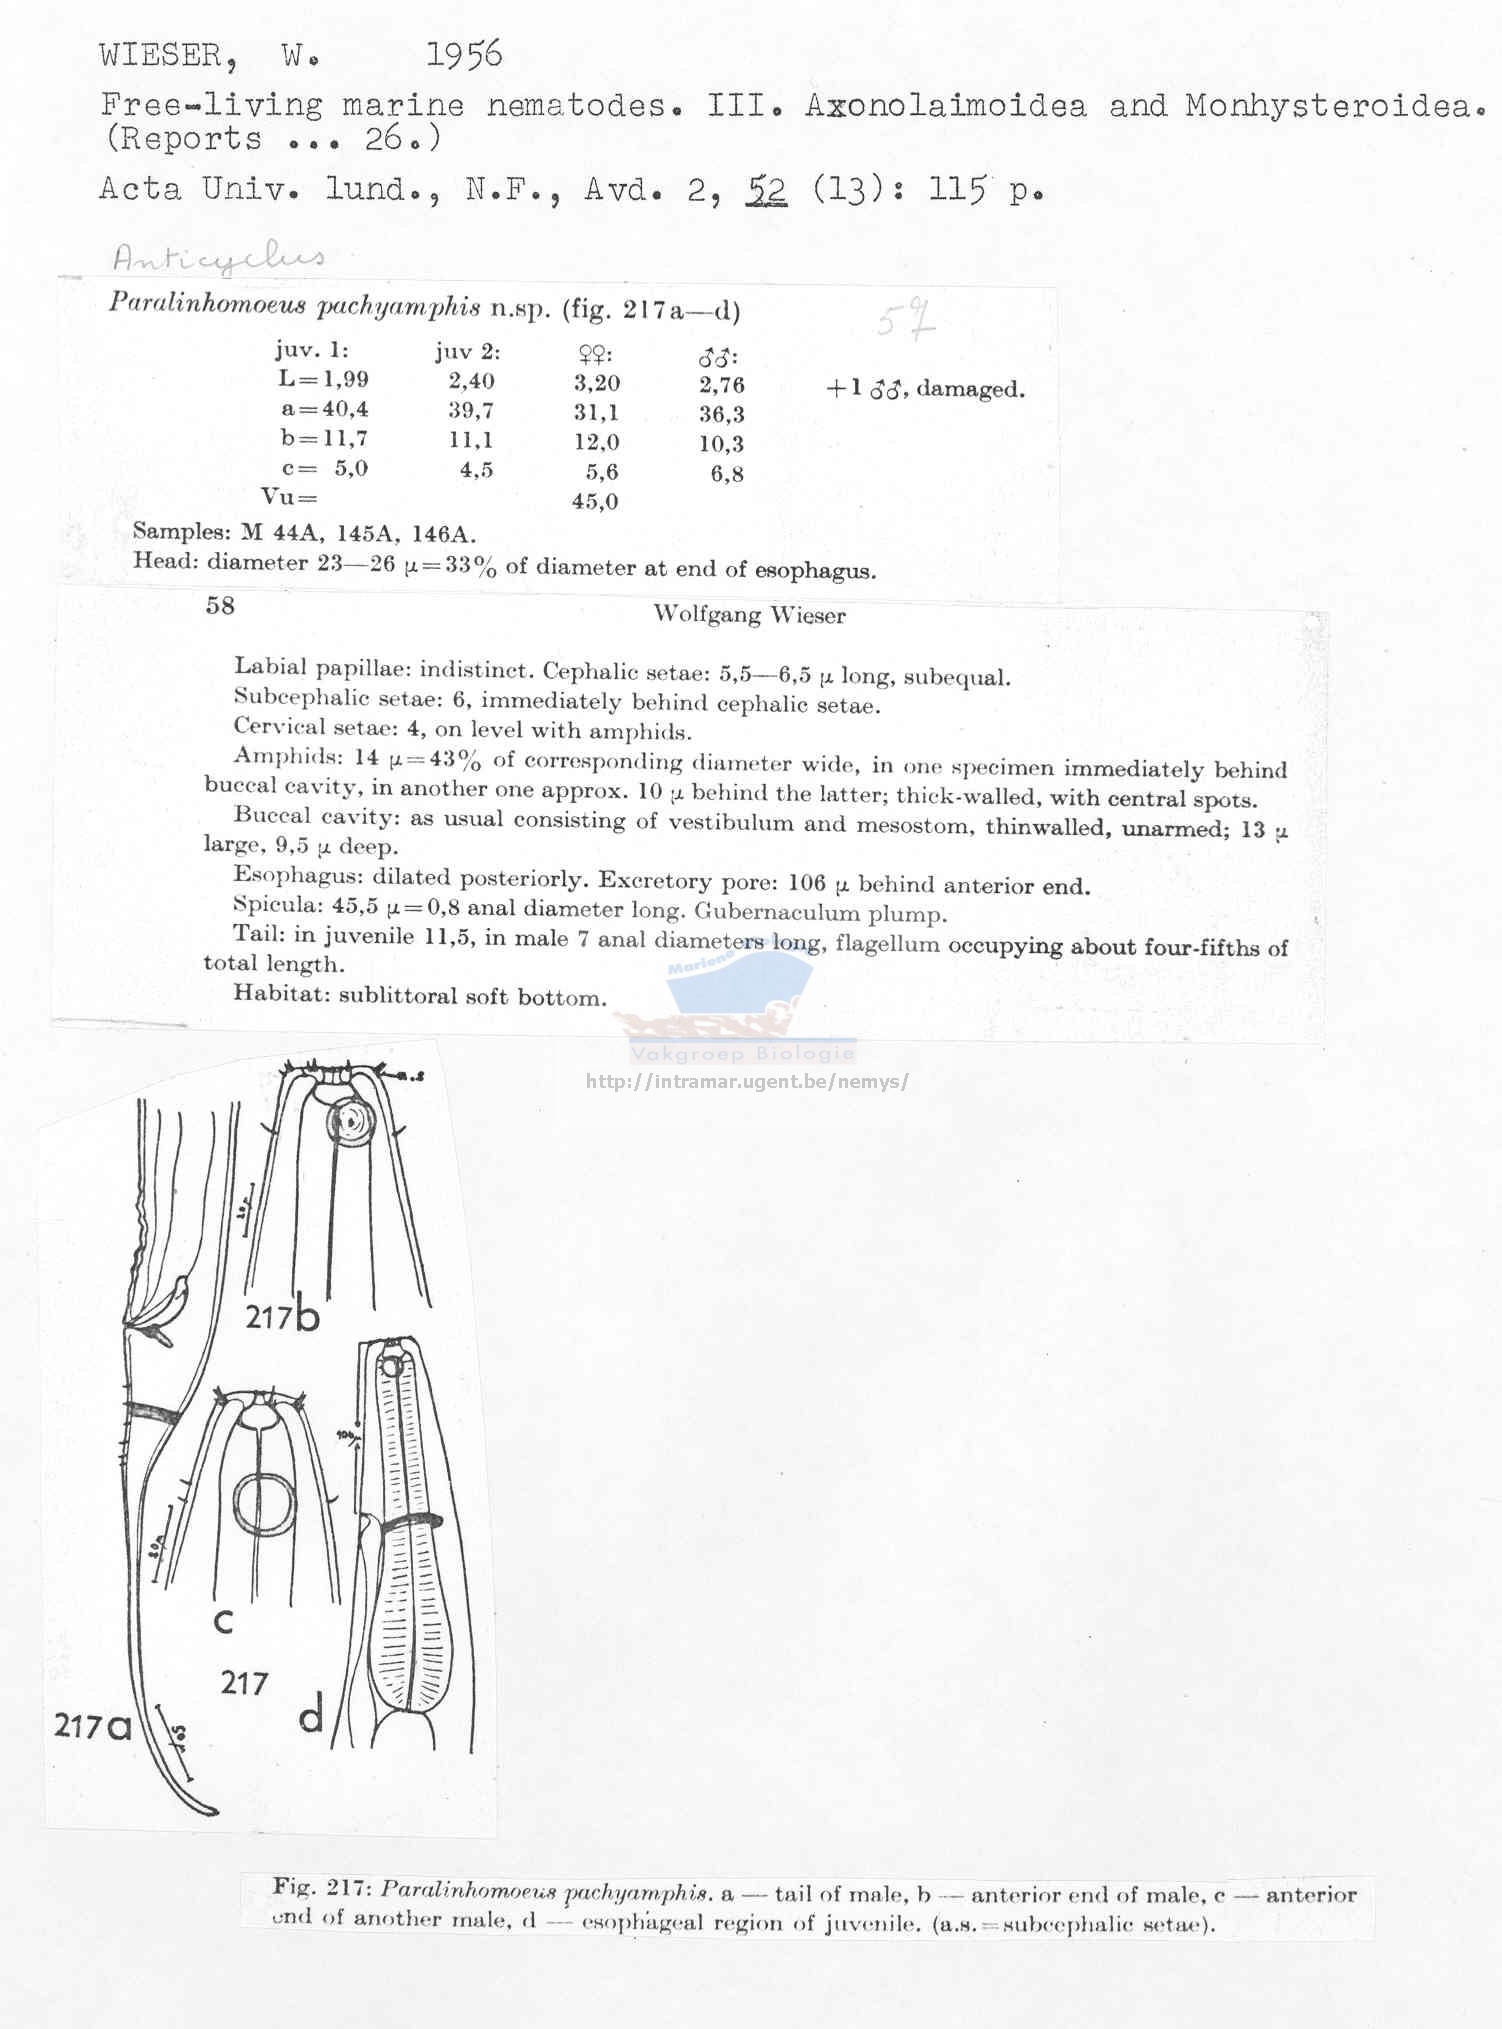 WIESER, W. 1956
Free-living marine nematodes. III. Axonolaimoidea and Monhysteroidea.
(Reports ... 26.)
Acta Univ. lund., N.F., Avd. 2, 52 (13): 115 p.
Anticyclus
Paralinhomoeus pachyamphis n.sp. (fig. 217a—d)
57
juv. 1: juv 2: ♀♀: ♂♂:
L=1,99 2,40 3,20 2,76 +1 ♂♂, damaged.
a=40,4 39,7 31,1 36,3
b=11,7 11,1 12,0 10,3
c= 5,0 4,5 5,6 6,8
Vu= 45,0
Samples: M 44A, 145A, 146A.
Head: diameter 23—26 μ=33% of diameter at end of esophagus.
58 Wolfgang Wieser
Labial papillae: indistinct. Cephalic setae: 5,5—6,5 μ long, subequal.
Subcephalic setae: 6, immediately behind cephalic setae.
Cervical setae: 4, on level with amphids.
Amphids: 14 μ=43% of corresponding diameter wide, in one specimen immediately behind
buccal cavity, in another one approx. 10 μ behind the latter; thick-walled, with central spots.
Buccal cavity: as usual consisting of vestibulum and mesostom, thinwalled, unarmed; 13 μ
large, 9,5 μ deep.
Esophagus: dilated posteriorly. Excretory pore: 106 μ behind anterior end.
Spicula: 45,5 μ=0,8 anal diameter long. Gubernaculum plump.
Tail: in juvenile 11,5, in male 7 anal diameters long, flagellum occupying about four-fifths of
total length.
Habitat: sublittoral soft bottom.
Mariene
Vakgroep Biologie
http://intramar.ugent.be/nemys/
a.s
20μ
217b
106μ
20μ
c
217
d
217a
50μ
Fig. 217: Paralinhomoeus pachyamphis. a — tail of male, b — anterior end of male, c — anterior
end of another male, d — esophageal region of juvenile. (a.s.=subcephalic setae).